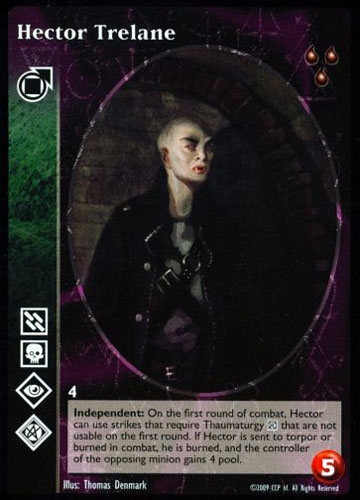 Hector Trelane
4
Independent: On the first round of combat, Hector
can use strikes that require Thaumaturgy that are
not usable on the first round. If Hector is sent to torpor or
burned in combat, he is burned, and the controller
of the opposing minion gains 4 pool.
5
Illus: Thomas Denmark
©2009 CCP hf. All Rights Reserved